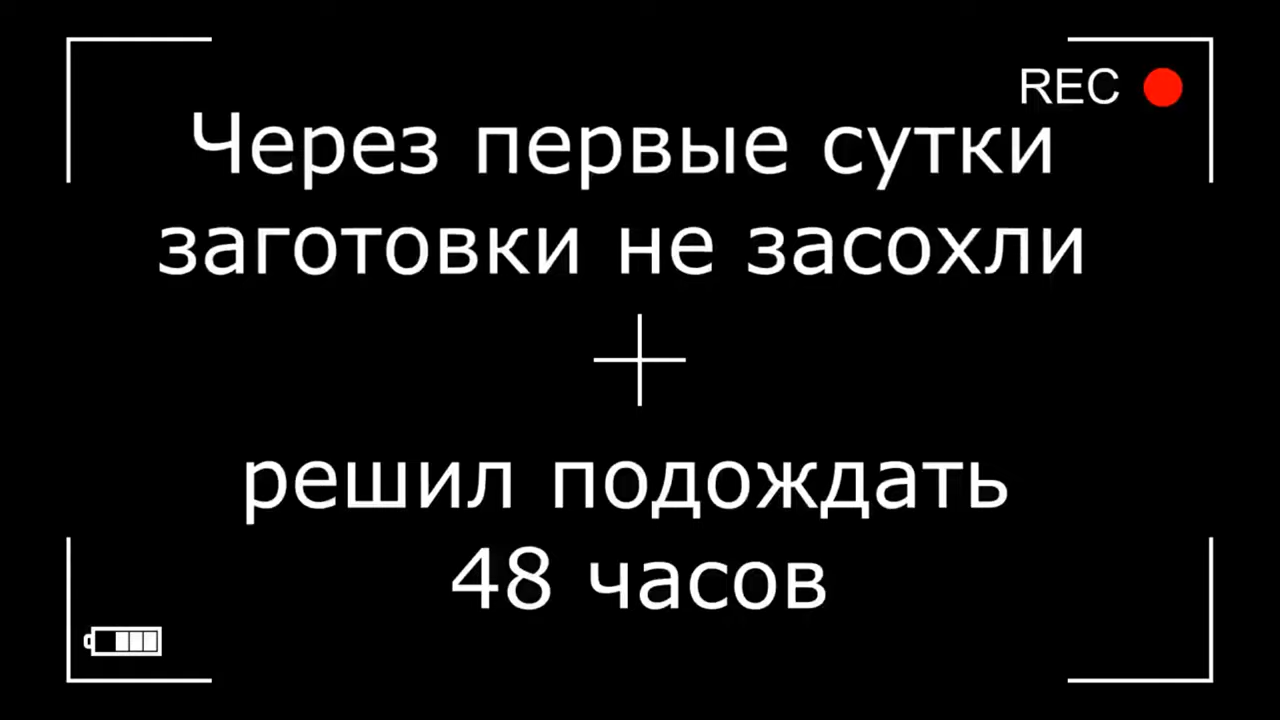 REC
Через первые сутки
заготовки не засохли
решил подождать
48 часов